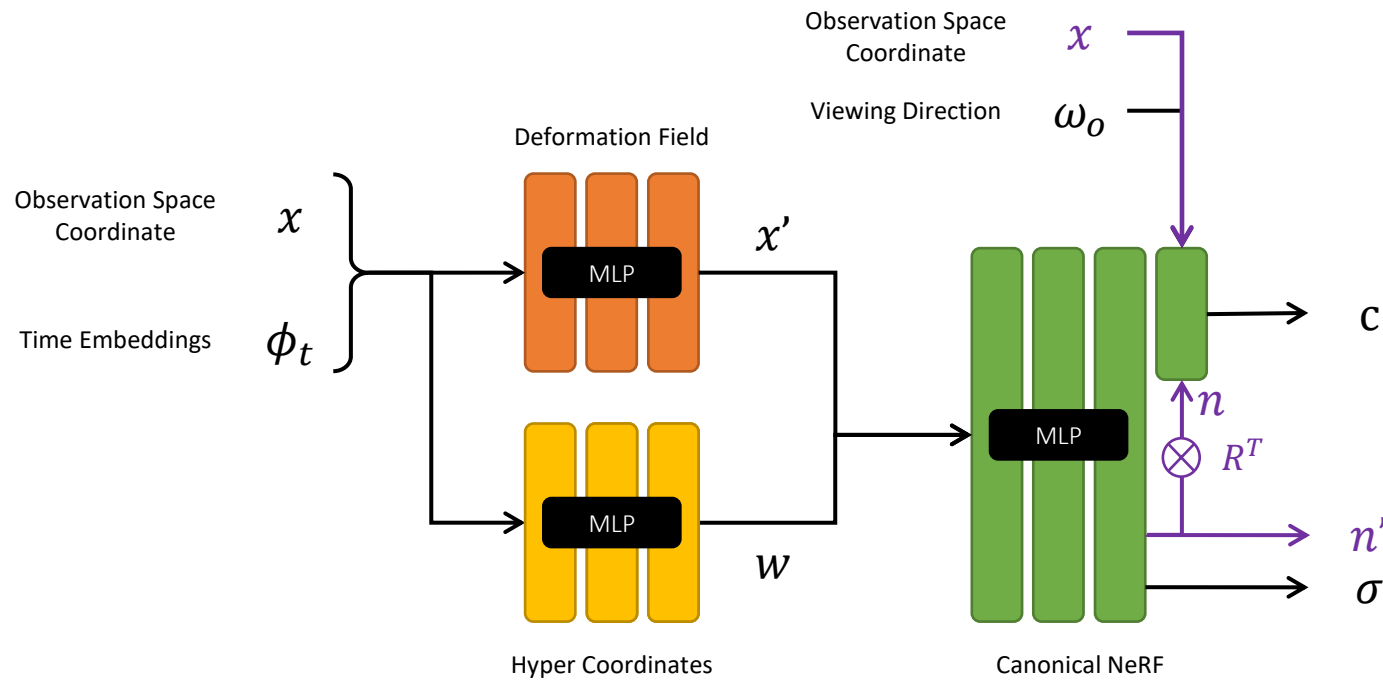 Observation Space
Coordinate
x
Viewing Direction
ω_o
Deformation Field
Observation Space
Coordinate
x
Time Embeddings
ϕ_t
MLP
x’
MLP
w
Hyper Coordinates
MLP
Canonical NeRF
c
n
R^T
n’
σ